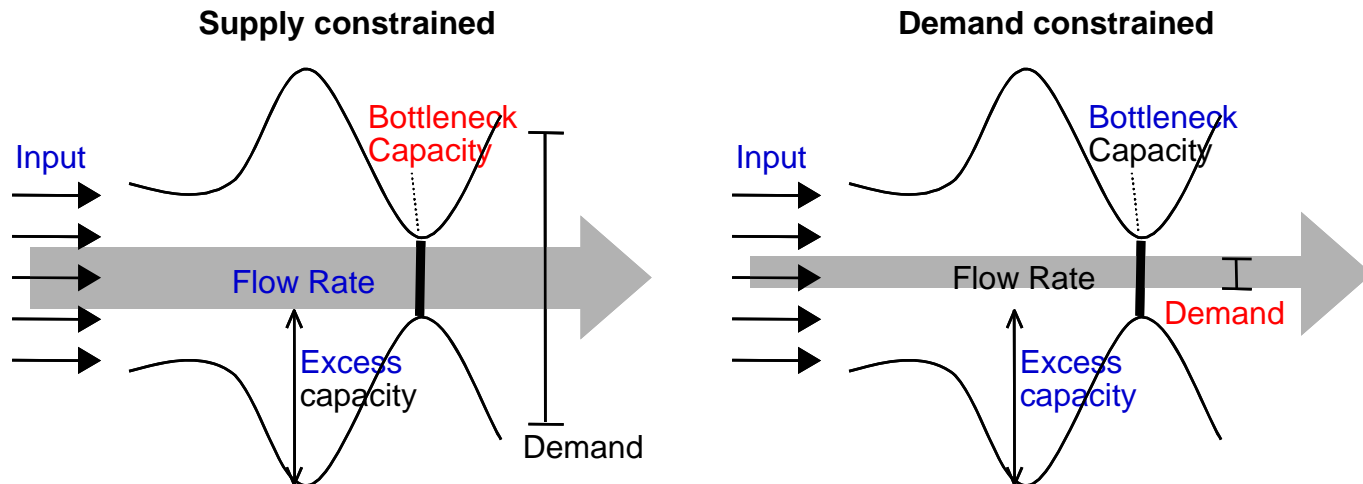 Supply constrained
Bottleneck
Capacity
Input
Flow Rate
Excess
capacity
Demand
Demand constrained
Bottleneck
Capacity
Input
Flow Rate
Demand
Excess
capacity